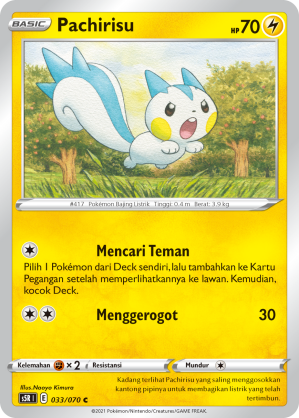 BASIC Pachirisu HP70
#417 Pokémon Bajing Listrik Tinggi: 0.4 m Berat: 3.9 kg
Mencari Teman
Pilih 1 Pokémon dari Deck sendiri, lalu tambahkan ke Kartu
Pegangan setelah memperlihatkannya ke lawan. Kemudian,
kocok Deck.
Menggerogot 30
Kelemahan × 2 Resistansi Mundur
Illus. Naoyo Kimura
s5R I E 033/070 C
Kadang terlihat Pachirisu yang saling menggosokkan
kantong pipinya untuk membagikan listrik yang telah
tertimbun.
©2021 Pokémon/Nintendo/Creatures/GAME FREAK.